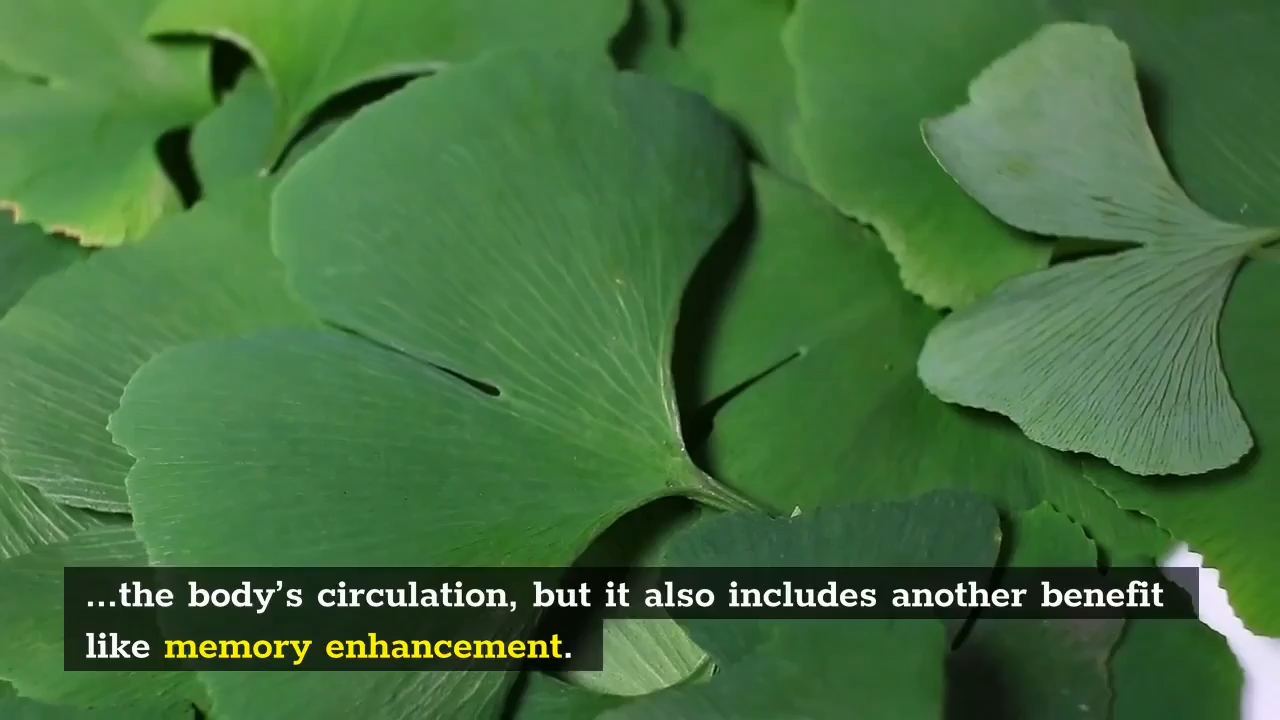 ...the body's circulation, but it also includes another benefit
like memory enhancement.